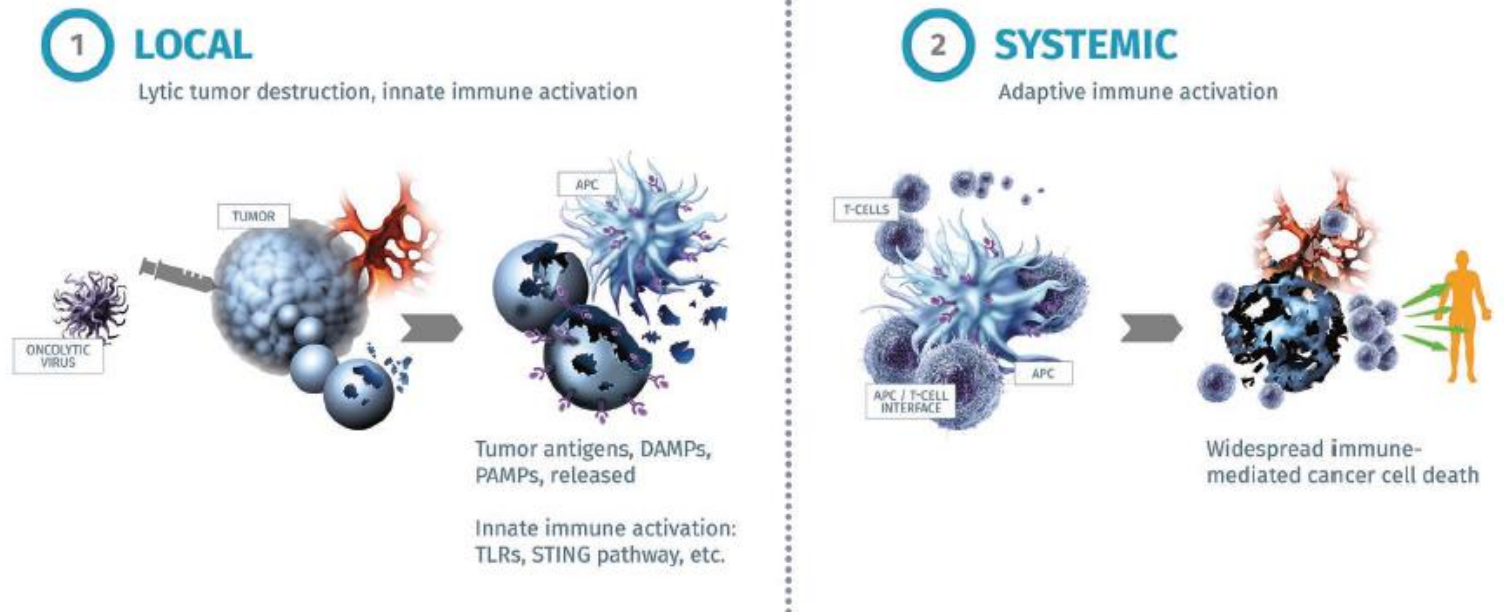 1 LOCAL
Lytic tumor destruction, innate immune activation
ONCOLYTIC
VIRUS
TUMOR
APC
Tumor antigens, DAMPs,
PAMPs, released
Innate immune activation:
TLRs, STING pathway, etc.
2 SYSTEMIC
Adaptive immune activation
T-CELLS
APC
APC / T-CELL
INTERFACE
Widespread immune-
mediated cancer cell death